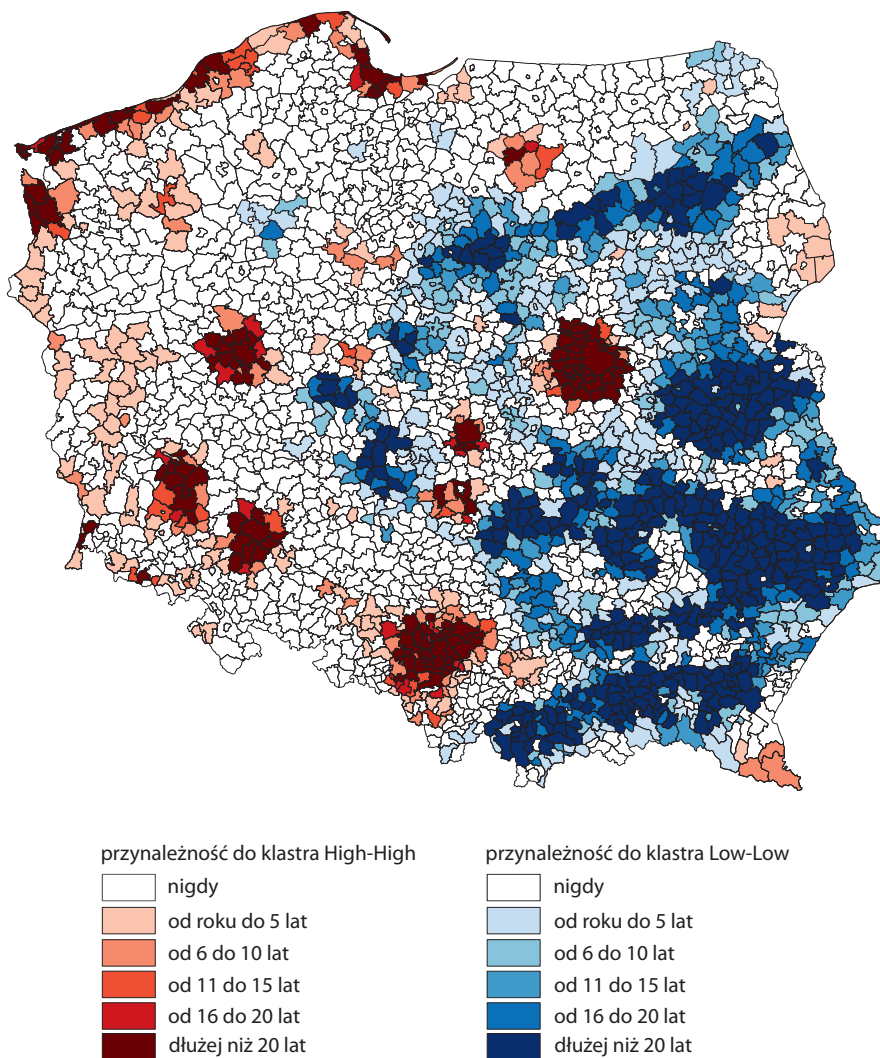 przynależność do klastra High-High
nigdy
od roku do 5 lat
od 6 do 10 lat
od 11 do 15 lat
od 16 do 20 lat
dłużej niż 20 lat
przynależność do klastra Low-Low
nigdy
od roku do 5 lat
od 6 do 10 lat
od 11 do 15 lat
od 16 do 20 lat
dłużej niż 20 lat